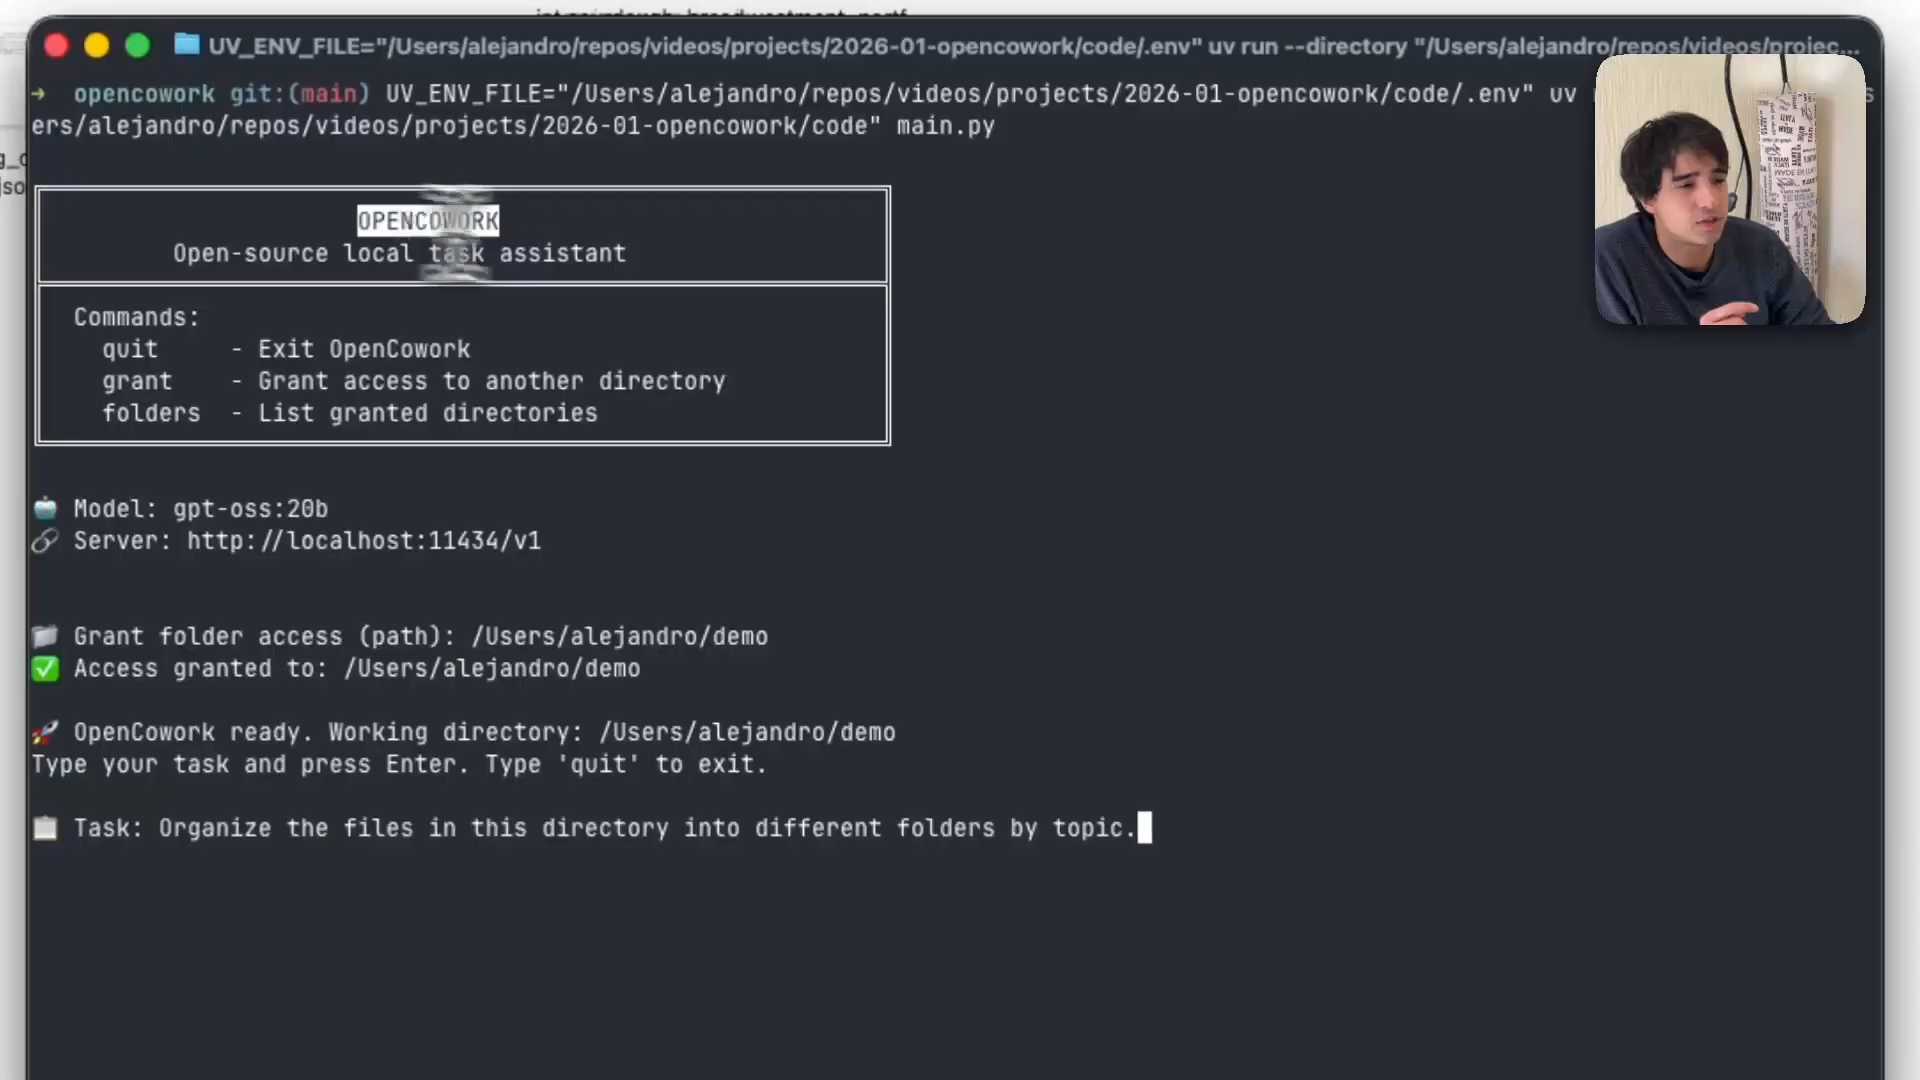 UV_ENV_FILE="/Users/alejandro/repos/videos/projects/2026-01-opencowork/code/.env" uv run --directory "/Users/alejandro/repos/videos/projec...
→ opencowork git:(main) UV_ENV_FILE="/Users/alejandro/repos/videos/projects/2026-01-opencowork/code/.env" uv
ers/alejandro/repos/videos/projects/2026-01-opencowork/code" main.py
OPENCOWORK
Open-source local task assistant
Commands:
quit - Exit OpenCowork
grant - Grant access to another directory
folders - List granted directories
Model: gpt-oss:20b
Server: http://localhost:11434/v1
Grant folder access (path): /Users/alejandro/demo
Access granted to: /Users/alejandro/demo
OpenCowork ready. Working directory: /Users/alejandro/demo
Type your task and press Enter. Type 'quit' to exit.
Task: Organize the files in this directory into different folders by topic.